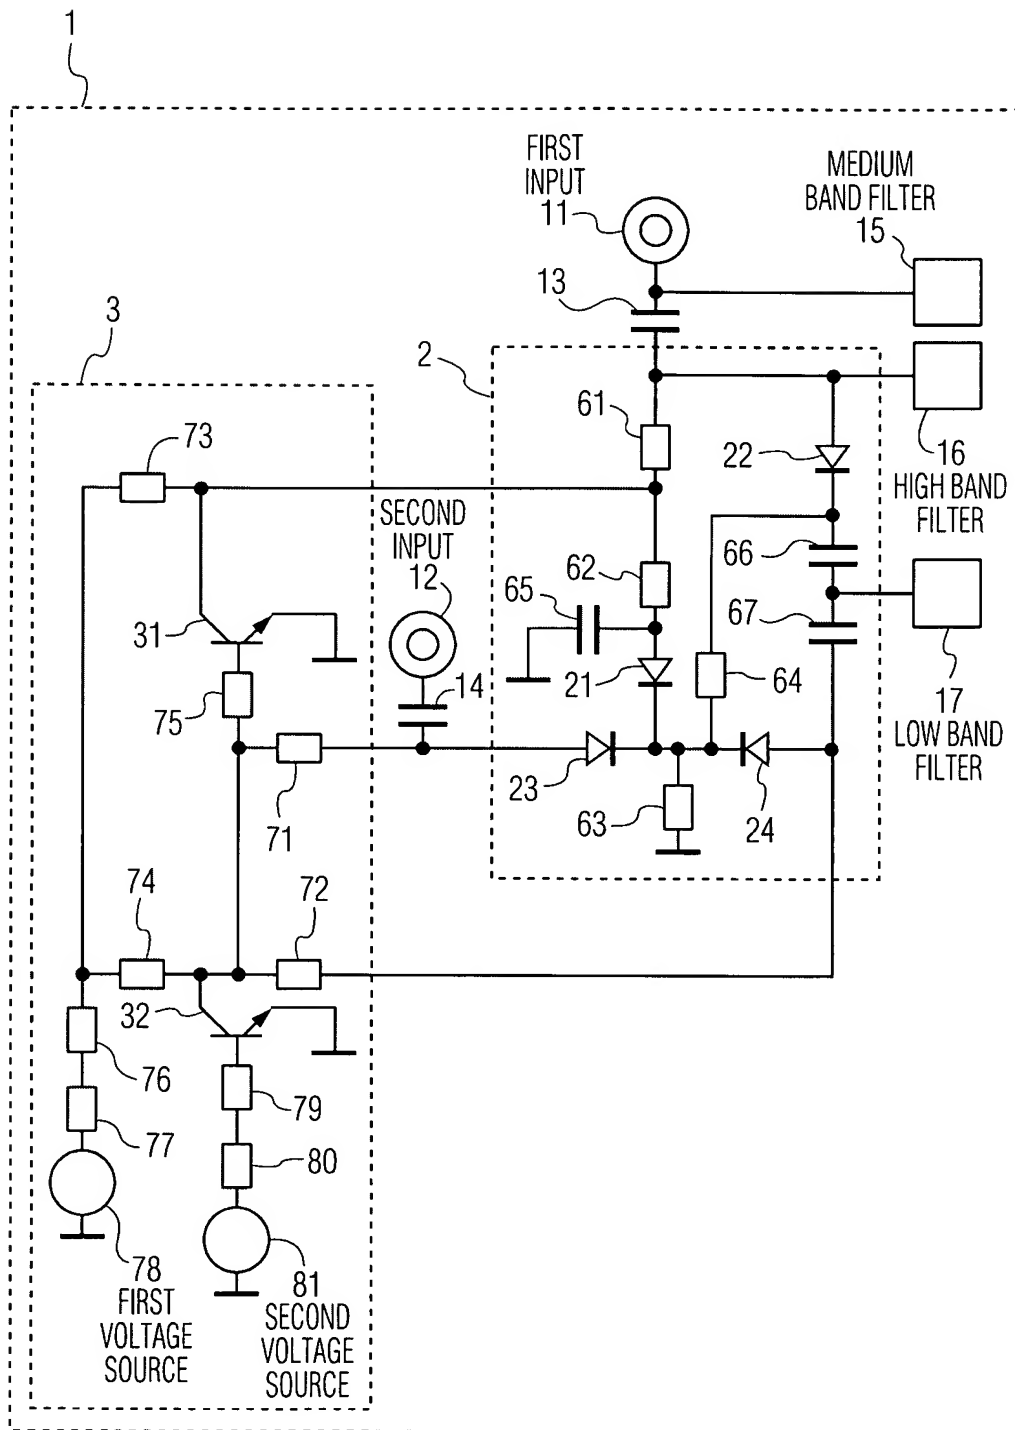 1
FIRST
INPUT
11
MEDIUM
BAND FILTER
15
13
3
2
61
73
22
16
HIGH BAND
FILTER
SECOND
INPUT
12
62
66
65
67
31
14
21
64
75
17
LOW BAND
FILTER
23
63
24
71
74
72
32
76
79
77
80
78
FIRST
VOLTAGE
SOURCE
81
SECOND
VOLTAGE
SOURCE